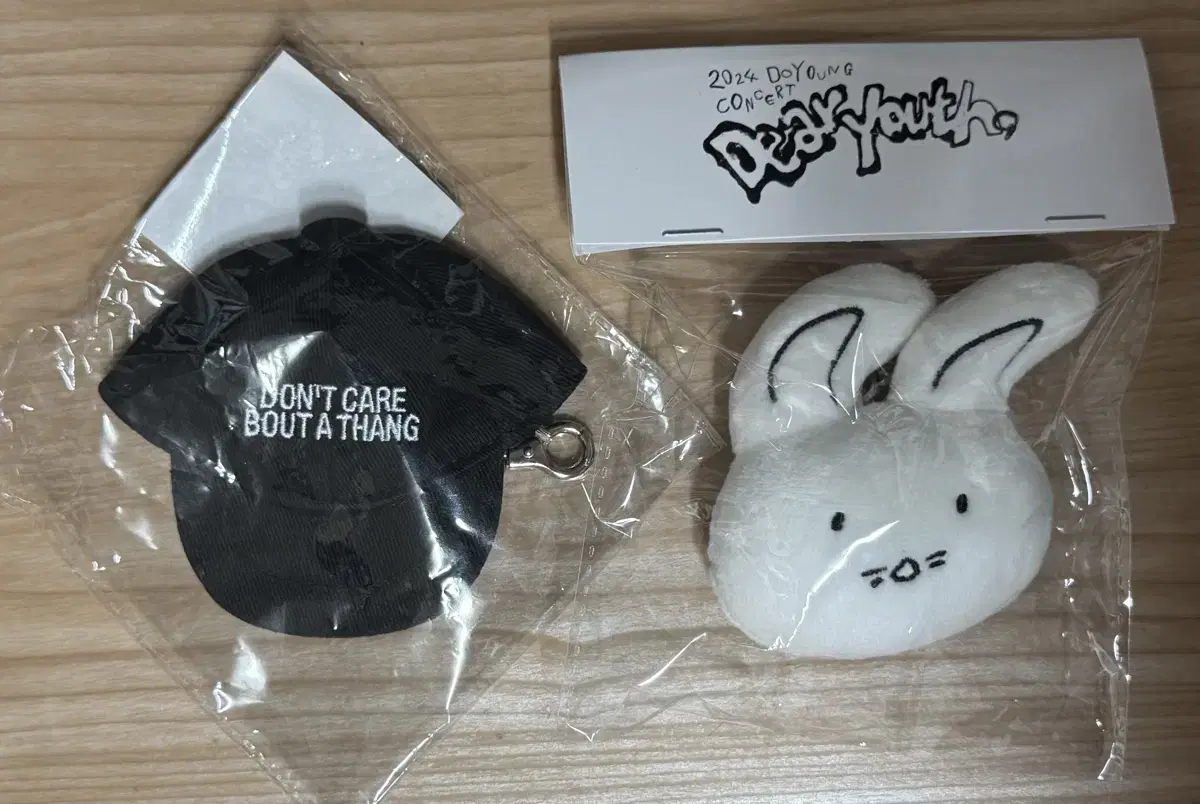 DON'T CARE
BOUT A THANG
2024 DOYOUNG
CONCERT
Dear Youth,